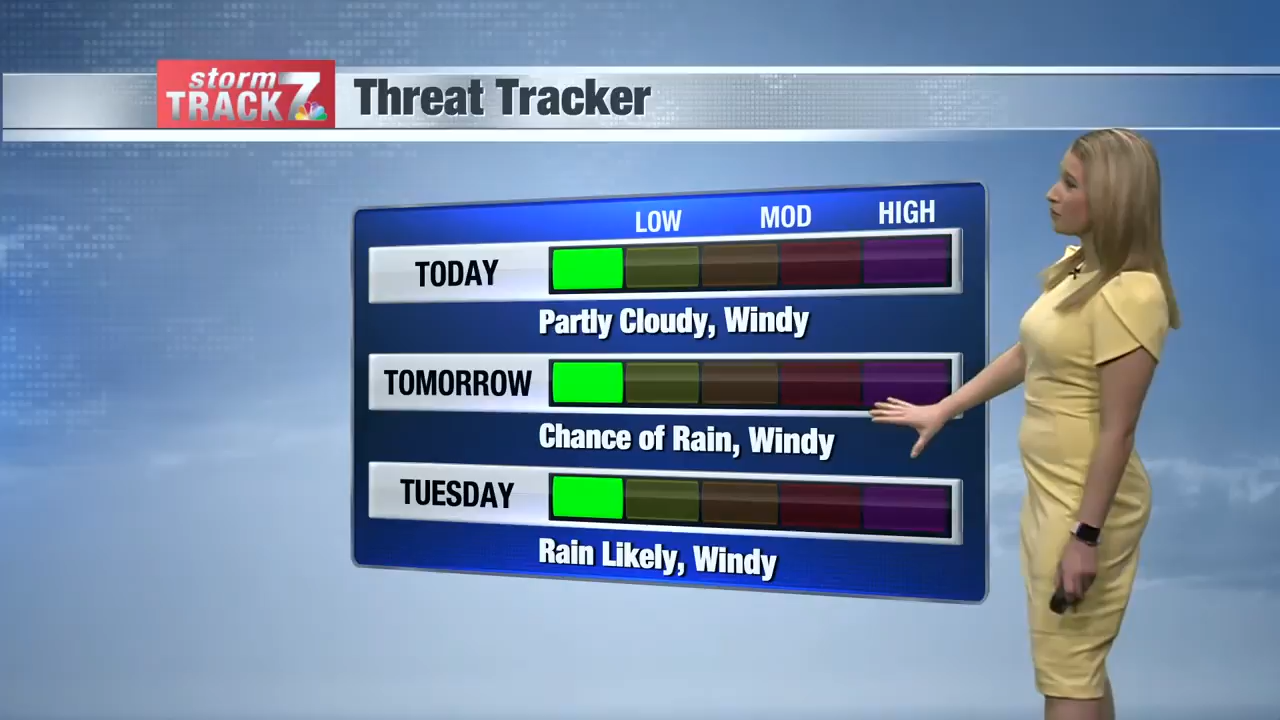 storm
TRACK 7
Threat Tracker
LOW MOD HIGH
TODAY
Partly Cloudy, Windy
TOMORROW
Chance of Rain, Windy
TUESDAY
Rain Likely, Windy